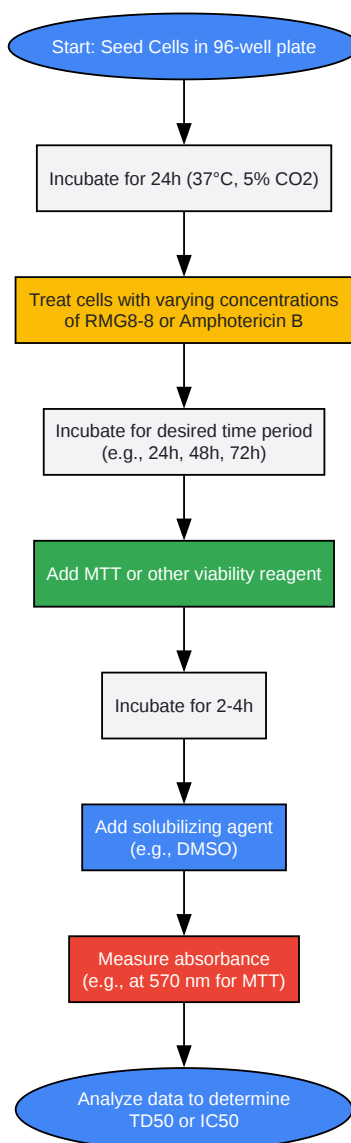 Start: Seed Cells in 96-well plate
Incubate for 24h (37°C, 5% CO2)
Treat cells with varying concentrations
of RMG8-8 or Amphotericin B
Incubate for desired time period
(e.g., 24h, 48h, 72h)
Add MTT or other viability reagent
Incubate for 2-4h
Add solubilizing agent
(e.g., DMSO)
Measure absorbance
(e.g., at 570 nm for MTT)
Analyze data to determine
TD50 or IC50